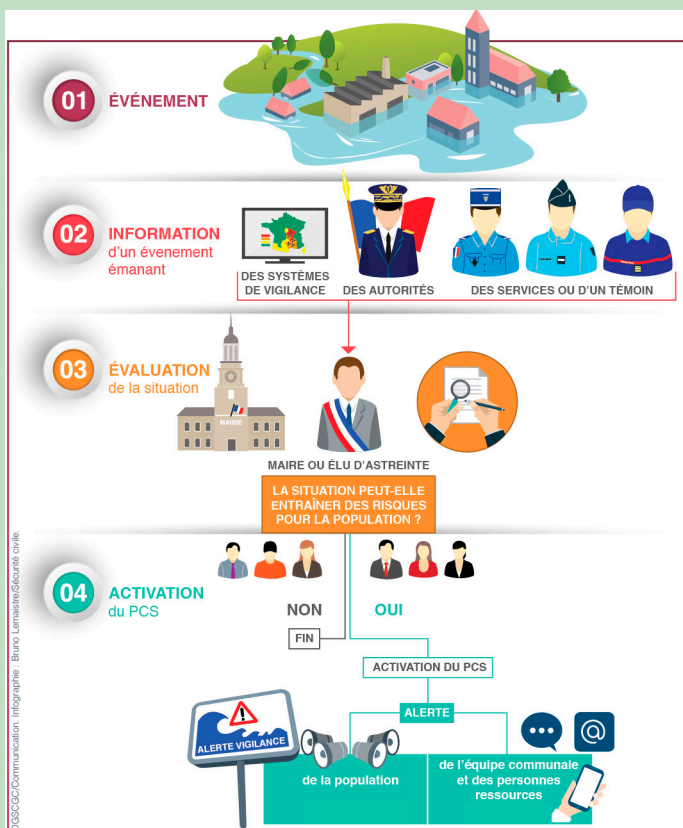 01
ÉVÉNEMENT
02
INFORMATION
d'un évenement
émanant
DES SYSTÈMES
DE VIGILANCE
DES AUTORITÉS
DES SERVICES OU D'UN TÉMOIN
03
ÉVALUATION
de la situation
MAIRIE
MAIRE OU ÉLU D'ASTREINTE
LA SITUATION PEUT-ELLE
ENTRAÎNER DES RISQUES
POUR LA POPULATION ?
04
ACTIVATION
du PCS
NON
OUI
FIN
ACTIVATION DU PCS
ALERTE
ALERTE VIGILANCE
de la population
de l'équipe communale
et des personnes
ressources
DGSCGC/Communication. Infographie : Bruno Lemaistre/Sécurité civile.